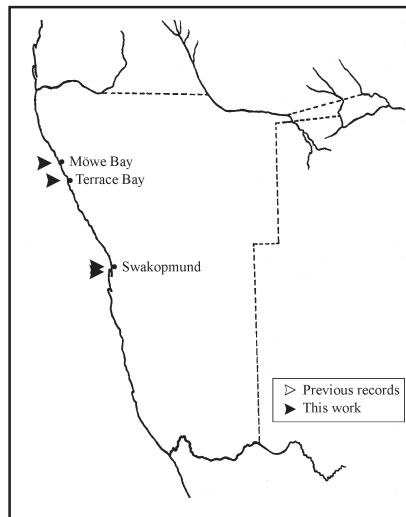 Möwe Bay
Terrace Bay
Swakopmund
Previous records
This work